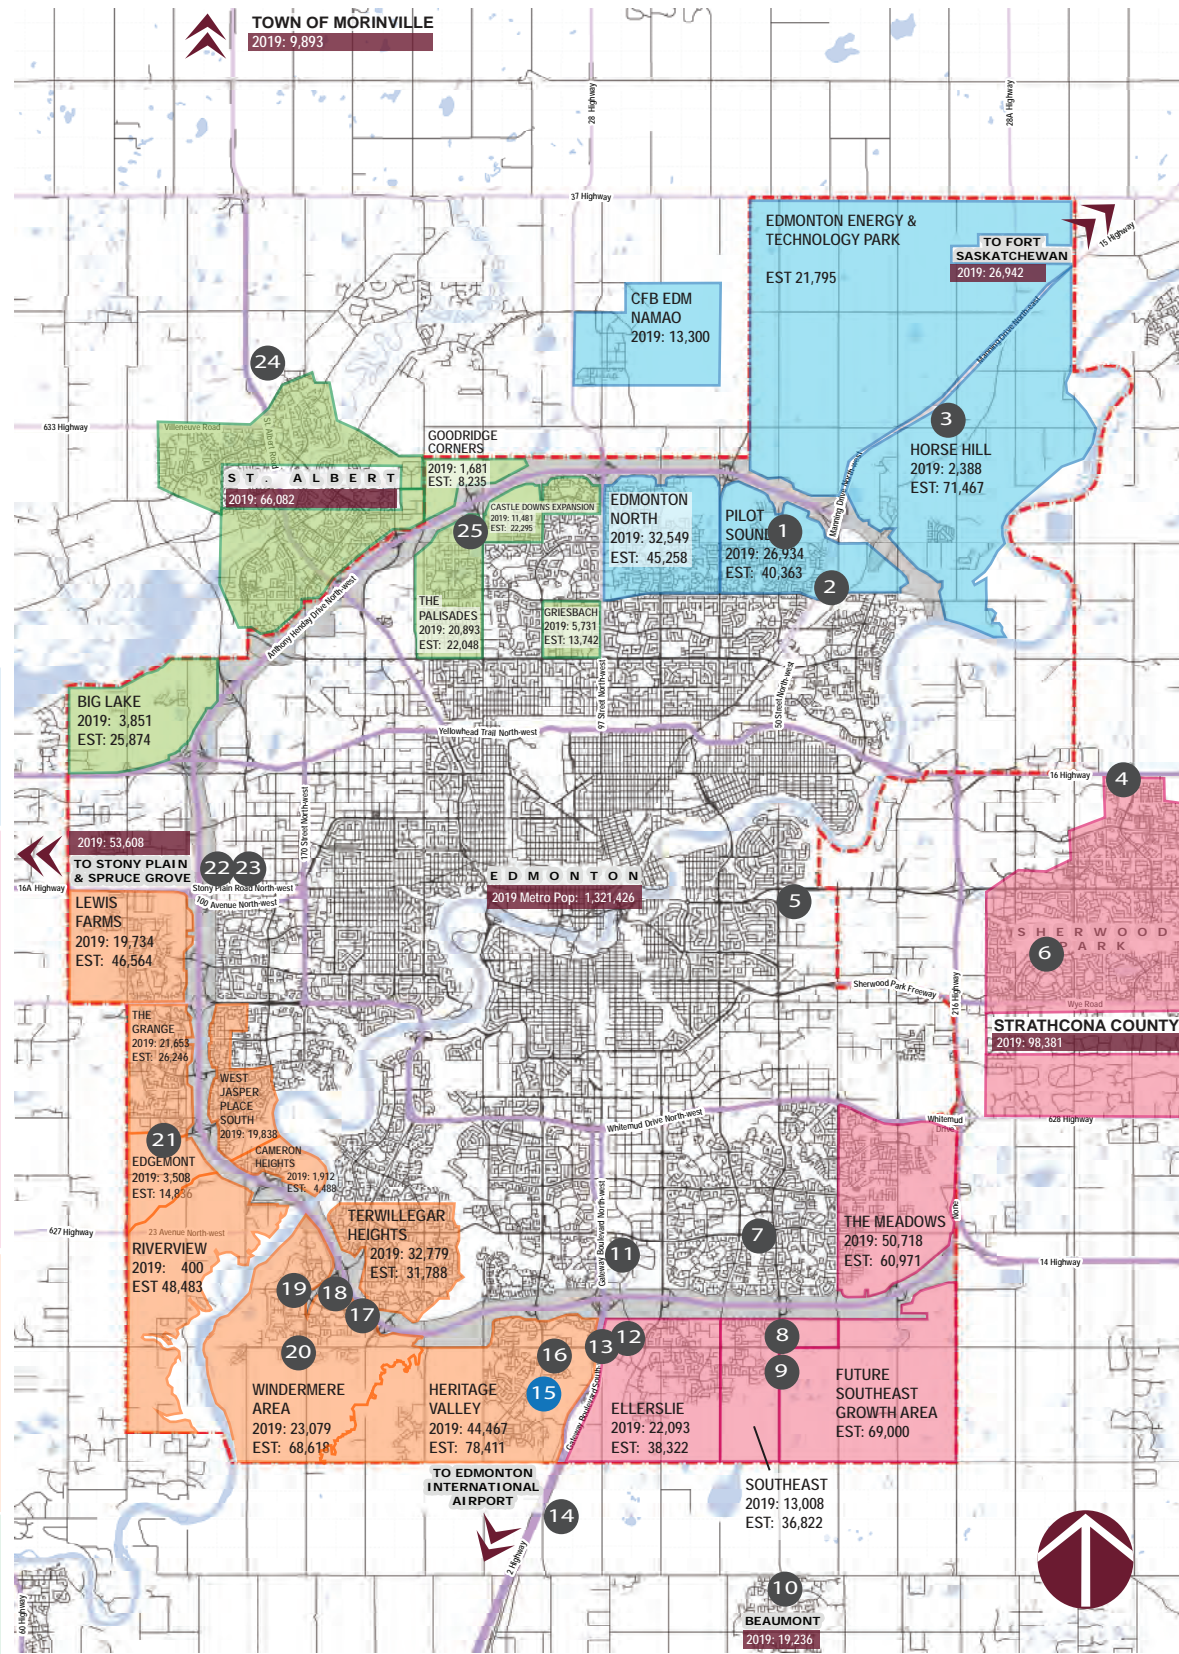 TOWN OF MORINVILLE
2019: 9,893
28 Highway
28A Highway
37 Highway
15 Highway
EDMONTON ENERGY &
TECHNOLOGY PARK
EST 21,795
TO FORT
SASKATCHEWAN
2019: 26,942
Manning Drive North-east
CFB EDM
NAMAO
2019: 13,300
24
3
HORSE HILL
2019: 2,388
EST: 71,467
633 Highway
Villeneuve Road
St. Albert Road
GOODRIDGE
CORNERS
2019: 1,681
EST: 8,235
ST. ALBERT
2019: 66,082
Manning Drive North-west
CASTLE DOWNS EXPANSION
2019: 11,481
EST: 22,295
25
EDMONTON
NORTH
2019: 32,549
EST: 45,258
PILOT
SOUND
2019: 26,934
EST: 40,363
1
2
THE
PALISADES
2019: 20,893
EST: 22,048
GRIESBACH
2019: 5,731
EST: 13,742
Anthony Henday Drive North-west
97 Street North-west
50 Street North-west
BIG LAKE
2019: 3,851
EST: 25,874
Yellowhead Trail North-west
16 Highway
4
170 Street North-west
2019: 53,608
TO STONY PLAIN
& SPRUCE GROVE
22
23
16A Highway
Stony Plain Road North-west
100 Avenue North-west
EDMONTON
2019 Metro Pop: 1,321,426
5
LEWIS
FARMS
2019: 19,734
EST: 46,564
SHERWOOD
PARK
6
Sherwood Park Freeway
216 Highway
Wye Road
THE
GRANGE
2019: 21,653
EST: 26,246
STRATHCONA COUNTY
2019: 98,381
WEST
JASPER
PLACE
SOUTH
2019: 19,838
Whitemud Drive North-west
Whitemud
Drive
628 Highway
21
EDGEMONT
2019: 3,508
EST: 14,836
CAMERON
HEIGHTS
2019: 1,912
EST: 4,488
627 Highway
23 Avenue North-west
TERWILLEGAR
HEIGHTS
2019: 32,779
EST: 31,788
Gateway Boulevard North-west
11
7
THE MEADOWS
2019: 50,718
EST: 60,971
None
14 Highway
RIVERVIEW
2019: 400
EST 48,483
19
18
17
20
16
15
13
12
8
9
WINDERMERE
AREA
2019: 23,079
EST: 68,618
HERITAGE
VALLEY
2019: 44,467
EST: 78,411
Gateway Boulevard South
ELLERSLIE
2019: 22,093
EST: 38,322
FUTURE
SOUTHEAST
GROWTH AREA
EST: 69,000
TO EDMONTON
INTERNATIONAL
AIRPORT
SOUTHEAST
2019: 13,008
EST: 36,822
14
2 Highway
60 Highway
10
BEAUMONT
2019: 19,236